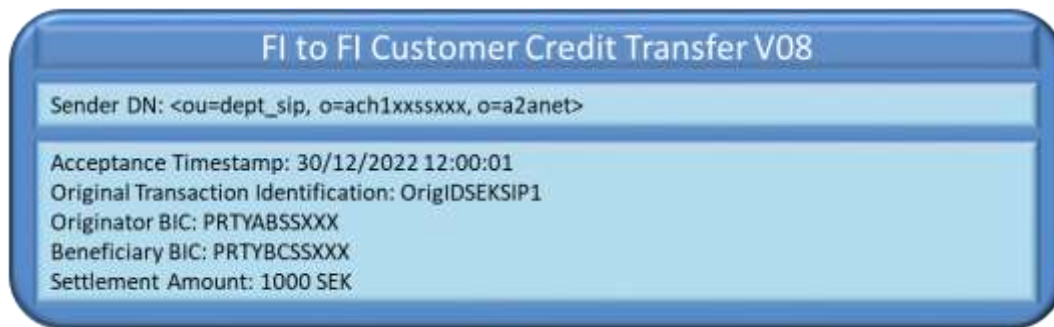 FI to FI Customer Credit Transfer V08
Sender DN: <ou=dept_sip, o=ach1xxssxxx, o=a2anet>
Acceptance Timestamp: 30/12/2022 12:00:01
Original Transaction Identification: OrigIDSEKSIP1
Originator BIC: PRTYABSSXXX
Beneficiary BIC: PRTYBCSSXXX
Settlement Amount: 1000 SEK